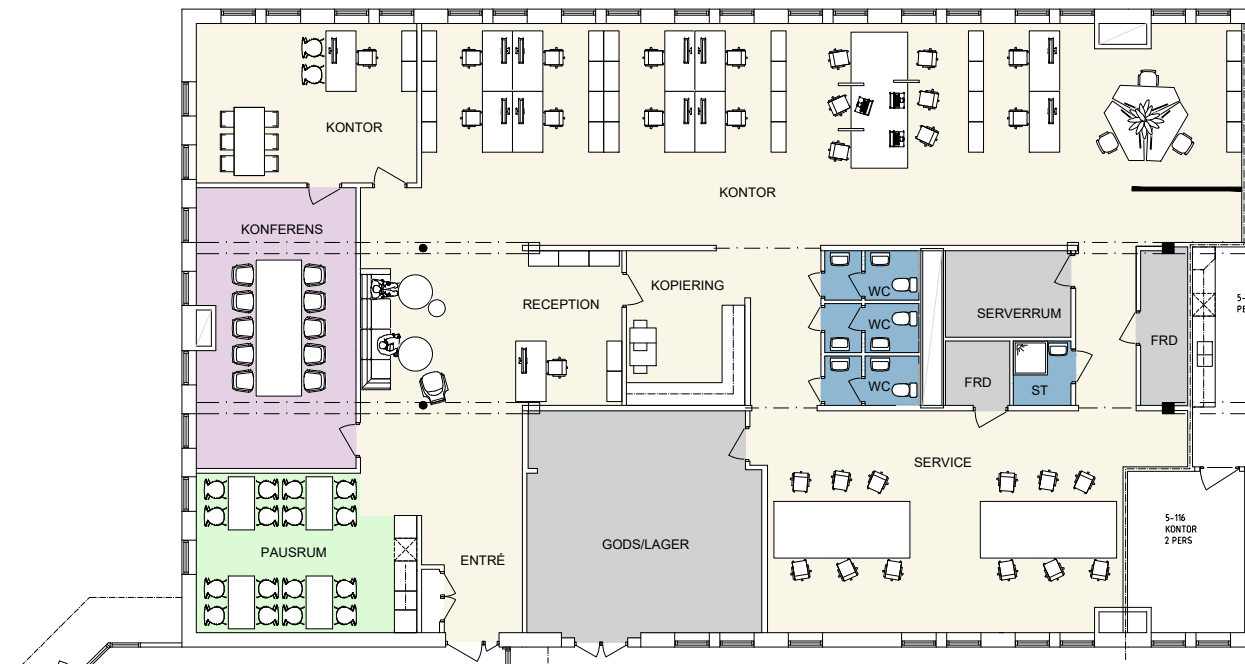 KONTOR
KONTOR
KONFERENS
RECEPTION
KOPIERING
WC
WC
WC
SERVERRUM
FRD
FRD
ST
SERVICE
GODS/LAGER
ENTRÉ
PAUSRUM
5-116
KONTOR
2 PERS